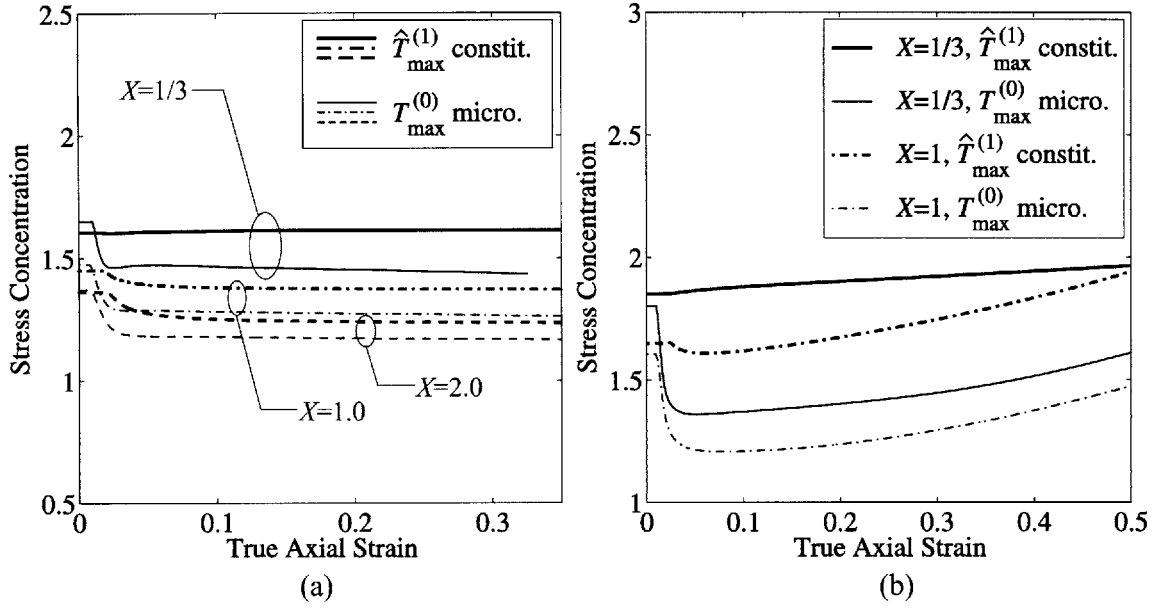 2.5
2
1.5
1
0.5
Stress Concentration
0
0.1
0.2
0.3
True Axial Strain
(a)
T̂max(1) constit.
Tmax(0) micro.
X=1/3
X=1.0
X=2.0
3
2.5
2
1.5
1
Stress Concentration
0
0.1
0.2
0.3
0.4
0.5
True Axial Strain
(b)
X=1/3, T̂max(1) constit.
X=1/3, Tmax(0) micro.
X=1, T̂max(1) constit.
X=1, Tmax(0) micro.